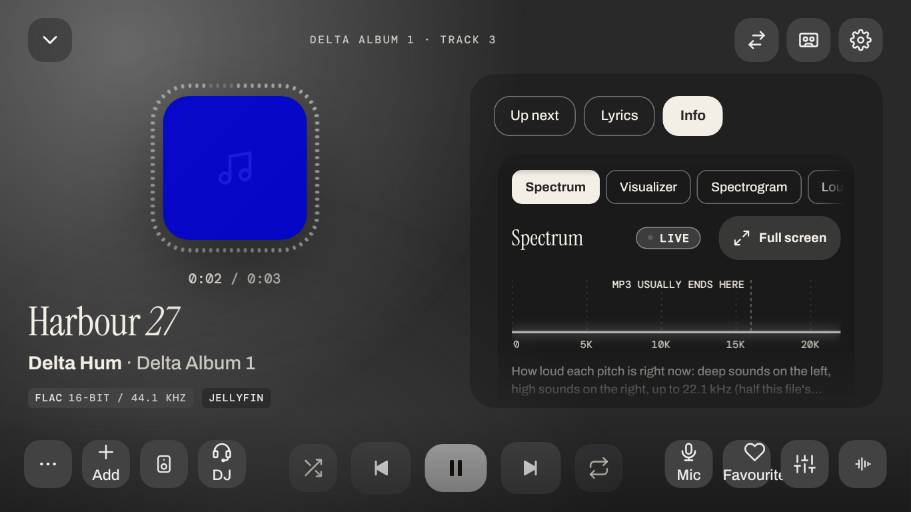 DELTA ALBUM 1 · TRACK 3
Up next
Lyrics
Info
Spectrum
Visualizer
Spectrogram
Spectrum
LIVE
Full screen
MP3 USUALLY ENDS HERE
0 5K 10K 15K 20K
How loud each pitch is right now: deep sounds on the left,
high sounds on the right, up to 22.1 kHz (half this file's...
0:02 / 0:03
Harbour 27
Delta Hum · Delta Album 1
FLAC 16-BIT / 44.1 KHZ
JELLYFIN
Add
DJ
Mic
Favourite